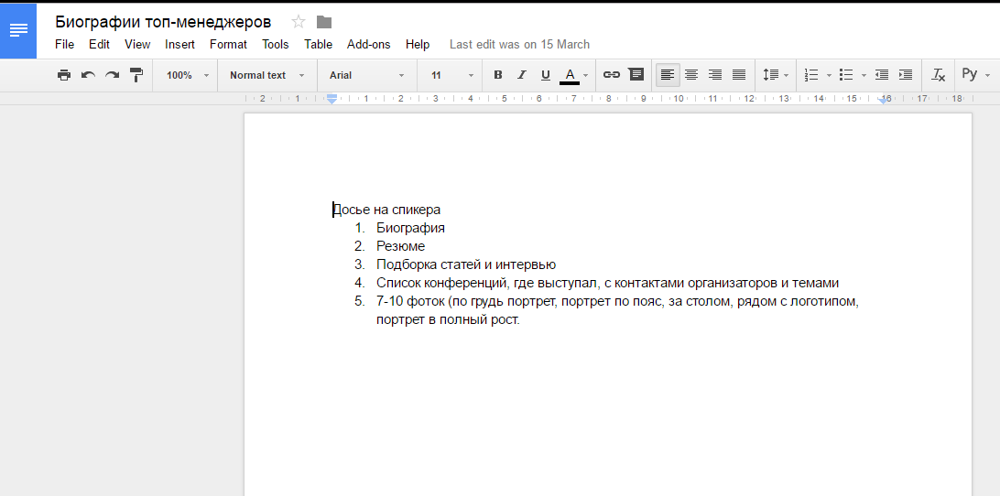 Биографии топ-менеджеров
File Edit View Insert Format Tools Table Add-ons Help Last edit was on 15 March
100% Normal text Arial 11 B I U A Ру
2 1 1 2 3 4 5 6 7 8 9 10 11 12 13 14 15 16 17 18
Досье на спикера
1. Биография
2. Резюме
3. Подборка статей и интервью
4. Список конференций, где выступал, с контактами организаторов и темами
5. 7-10 фоток (по грудь портрет, портрет по пояс, за столом, рядом с логотипом,
портрет в полный рост.